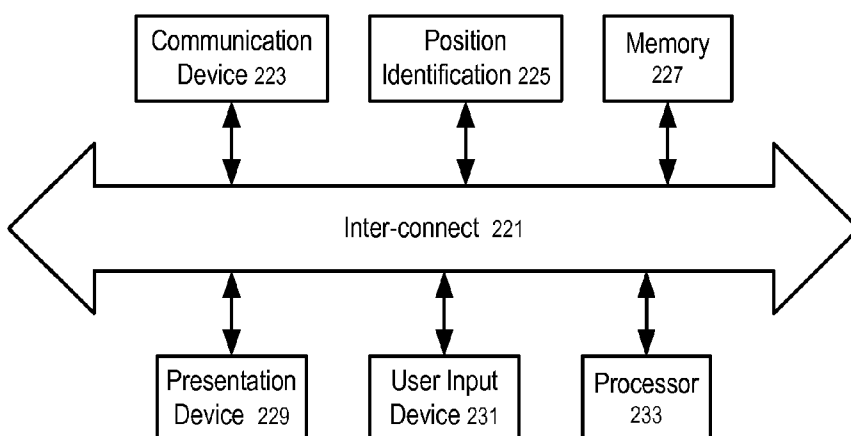 Communication
Device 223
Position
Identification 225
Memory
227
Inter-connect 221
Presentation
Device 229
User Input
Device 231
Processor
233